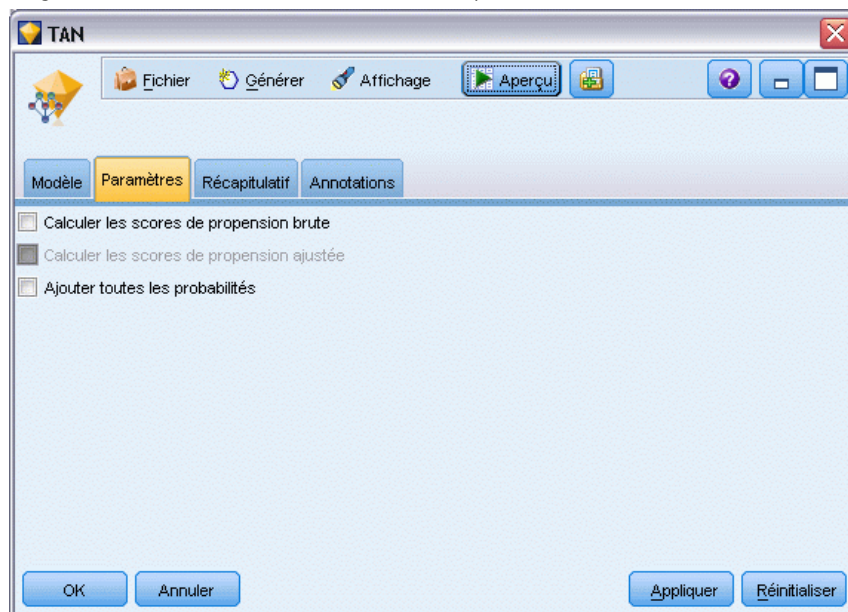 TAN
Fichier Générer Affichage Aperçu
Modèle Paramètres Récapitulatif Annotations
Calculer les scores de propension brute
Calculer les scores de propension ajustée
Ajouter toutes les probabilités
OK Annuler Appliquer Réinitialiser